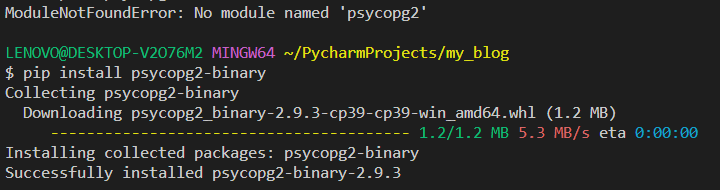 ModuleNotFoundError: No module named 'psycopg2'
LENOVO@DESKTOP-V2O76M2 MINGW64 ~/PycharmProjects/my_blog
$ pip install psycopg2-binary
Collecting psycopg2-binary
Downloading psycopg2_binary-2.9.3-cp39-cp39-win_amd64.whl (1.2 MB)
---------------------------------------- 1.2/1.2 MB 5.3 MB/s eta 0:00:00
Installing collected packages: psycopg2-binary
Successfully installed psycopg2-binary-2.9.3